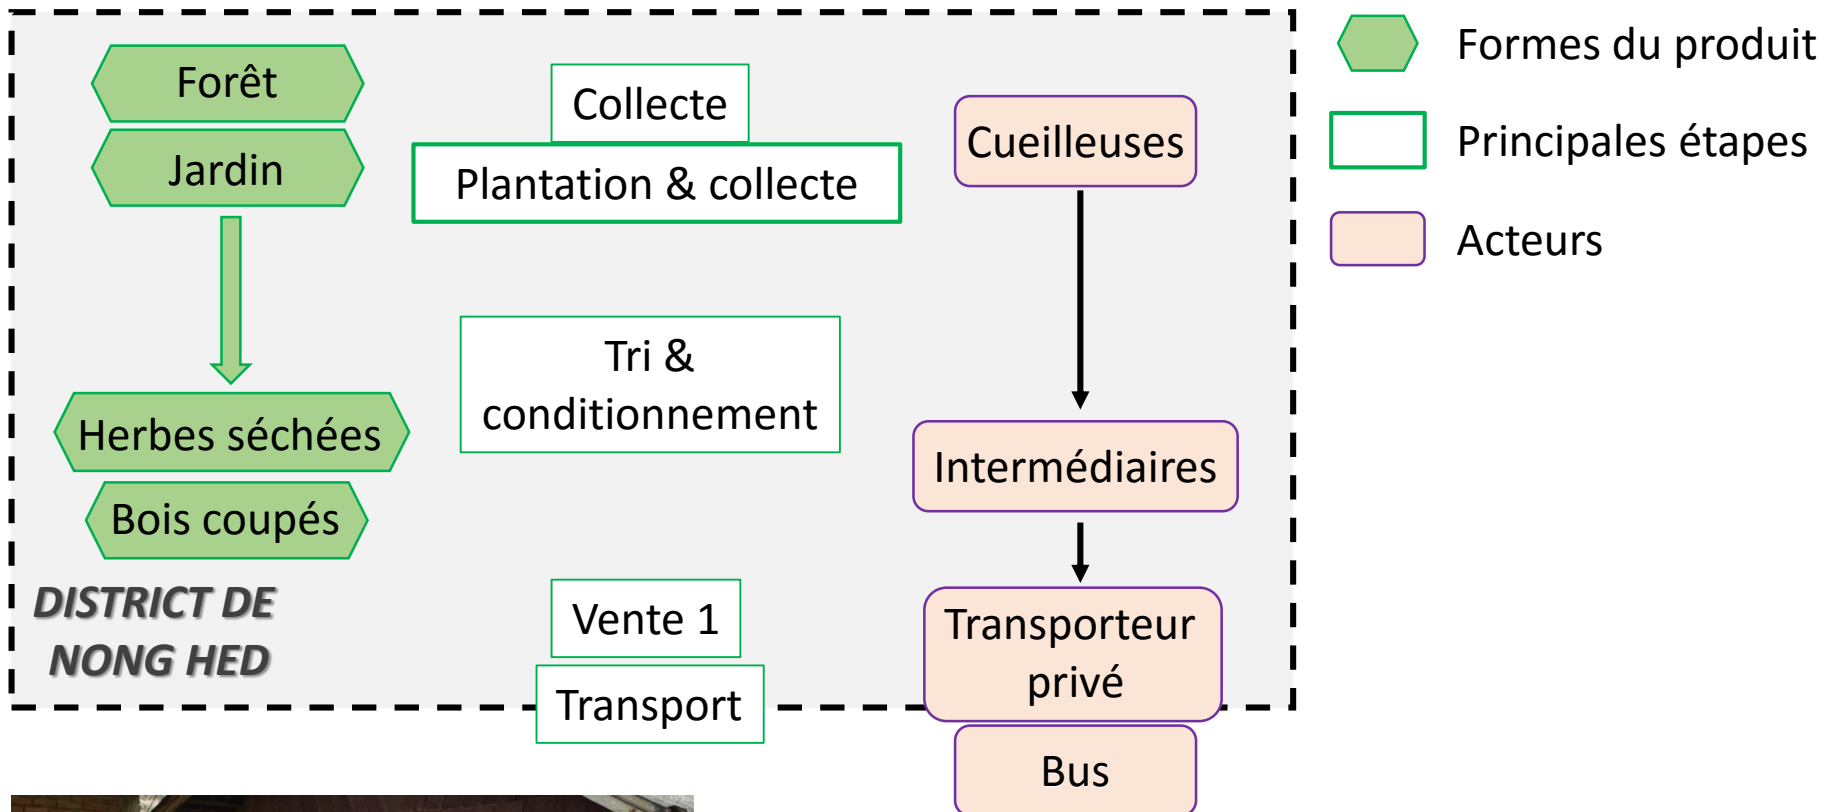 Forêt
Jardin
Collecte
Plantation & collecte
Cueilleuses
Formes du produit
Principales étapes
Acteurs
Tri &
conditionnement
Herbes séchées
Bois coupés
Intermédiaires
DISTRICT DE
NONG HED
Vente 1
Transport
Transporteur
privé
Bus